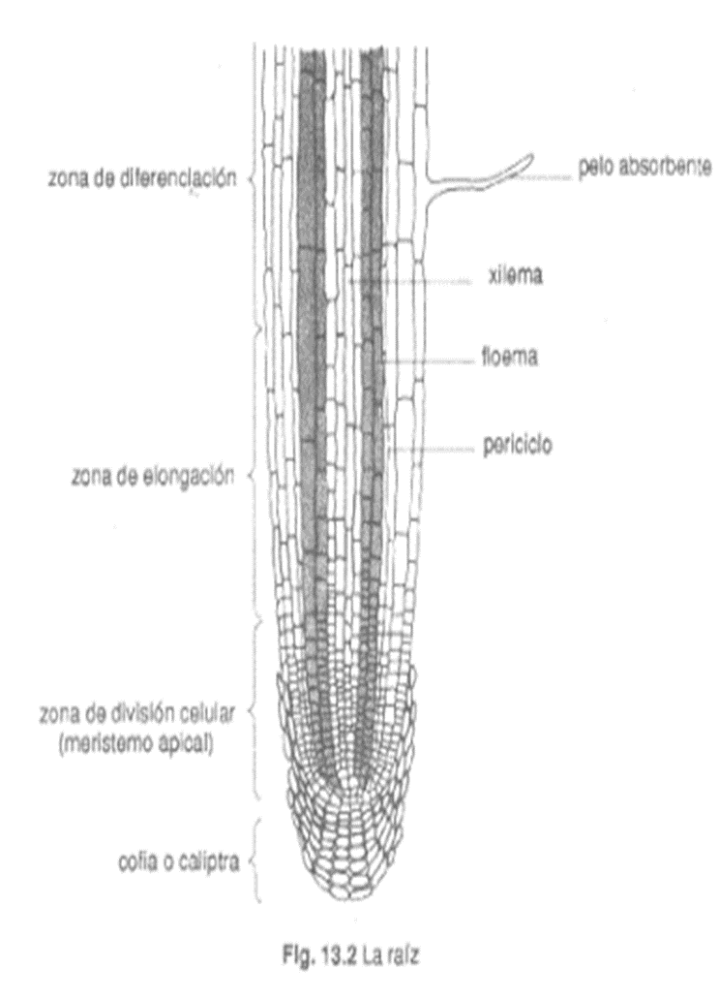 zona de diferenciación
pelo absorbente
xilema
floema
periciclo
zona de elongación
zona de división celular
(meristemo apical)
cofia o caliptra
Fig. 13.2 La raíz